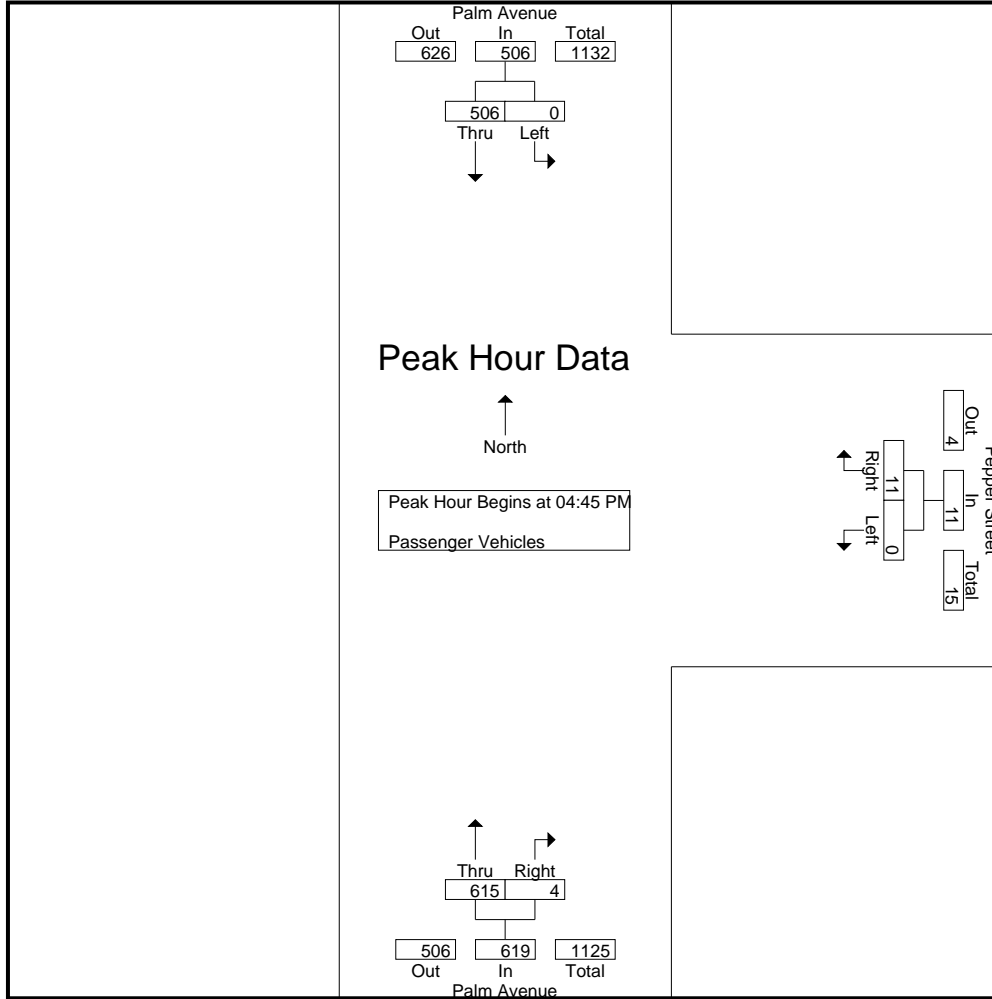 Palm Avenue
Out In Total
626 506 1132
506 0
Thru Left
Peak Hour Data
North
Peak Hour Begins at 04:45 PM
Passenger Vehicles
Pepper Street
Out In Total
4 11 15
11 0
Right Left
Thru Right
615 4
506 619 1125
Out In Total
Palm Avenue